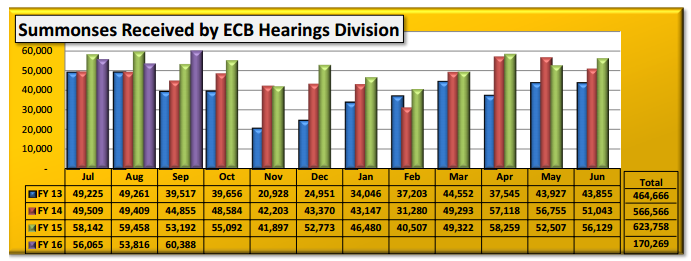 Summonses Received by ECB Hearings Division
60,000
50,000
40,000
30,000
20,000
10,000
-
Jul Aug Sep Oct Nov Dec Jan Feb Mar Apr May Jun Total
FY 13 49,225 49,261 39,517 39,656 20,928 24,951 34,046 37,203 44,552 37,545 43,927 43,855 464,666
FY 14 49,509 49,409 44,855 48,584 42,203 43,370 43,147 31,280 49,293 57,118 56,755 51,043 566,566
FY 15 58,142 59,458 53,192 55,092 41,897 52,773 46,480 40,507 49,322 58,259 52,507 56,129 623,758
FY 16 56,065 53,816 60,388 170,269